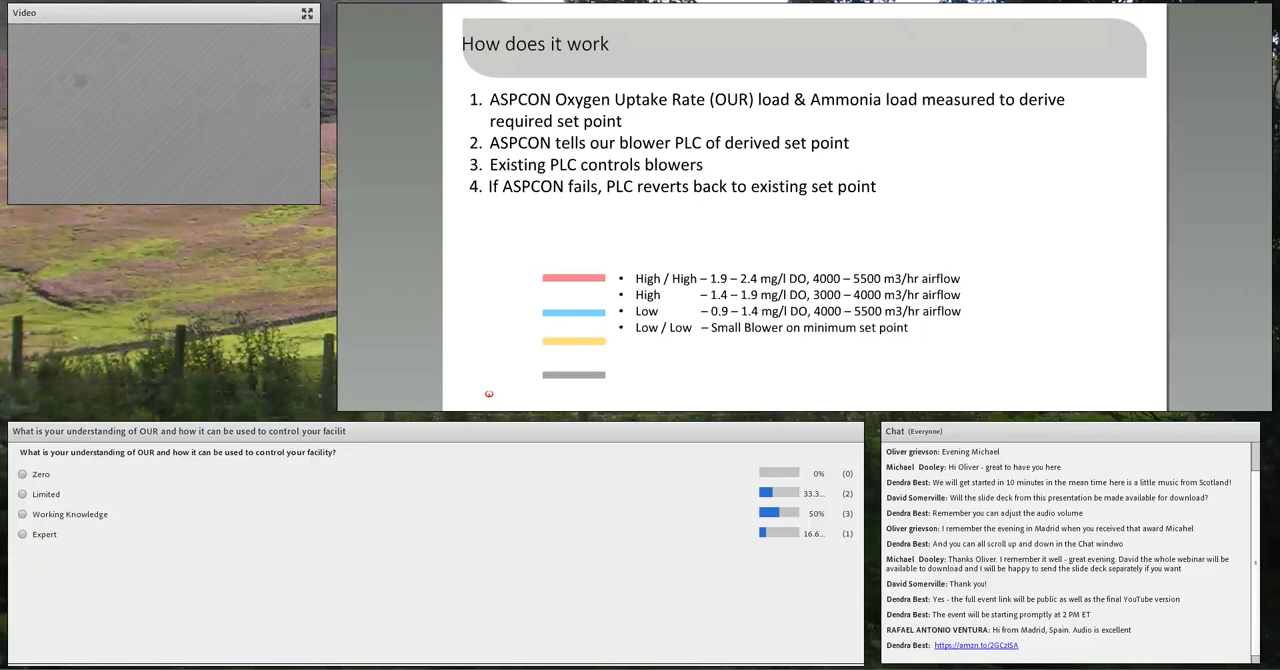 Video
How does it work
1. ASPCON Oxygen Uptake Rate (OUR) load & Ammonia load measured to derive
required set point
2. ASPCON tells our blower PLC of derived set point
3. Existing PLC controls blowers
4. If ASPCON fails, PLC reverts back to existing set point
• High / High – 1.9 – 2.4 mg/l DO, 4000 – 5500 m3/hr airflow
• High – 1.4 – 1.9 mg/l DO, 3000 – 4000 m3/hr airflow
• Low – 0.9 – 1.4 mg/l DO, 4000 – 5500 m3/hr airflow
• Low / Low – Small Blower on minimum set point
What is your understanding of OUR and how it can be used to control your facilit
What is your understanding of OUR and how it can be used to control your facility?
Zero 0% (0)
Limited 33.3... (2)
Working Knowledge 50% (3)
Expert 16.6... (1)
Chat (Everyone)
Oliver grievson: Evening Michael
Michael Dooley: Hi Oliver - great to have you here
Dendra Best: We will get started in 10 minutes in the mean time here is a little music from Scotland!
David Somerville: Will the slide deck from this presentation be made available for download?
Dendra Best: Remember you can adjust the audio volume
Oliver grievson: I remember the evening in Madrid when you received that award Micahel
Dendra Best: And you can all scroll up and down in the Chat windwo
Michael Dooley: Thanks Oliver. I remember it well - great evening. David the whole webinar will be
available to download and I will be happy to send the slide deck separately if you want
David Somerville: Thank you!
Dendra Best: Yes - the full event link will be public as well as the final YouTube version
Dendra Best: The event will be starting promptly at 2 PM ET
RAFAEL ANTONIO VENTURA: Hi from Madrid, Spain. Audio is excellent
Dendra Best: https://amzn.to/2GCzlSA